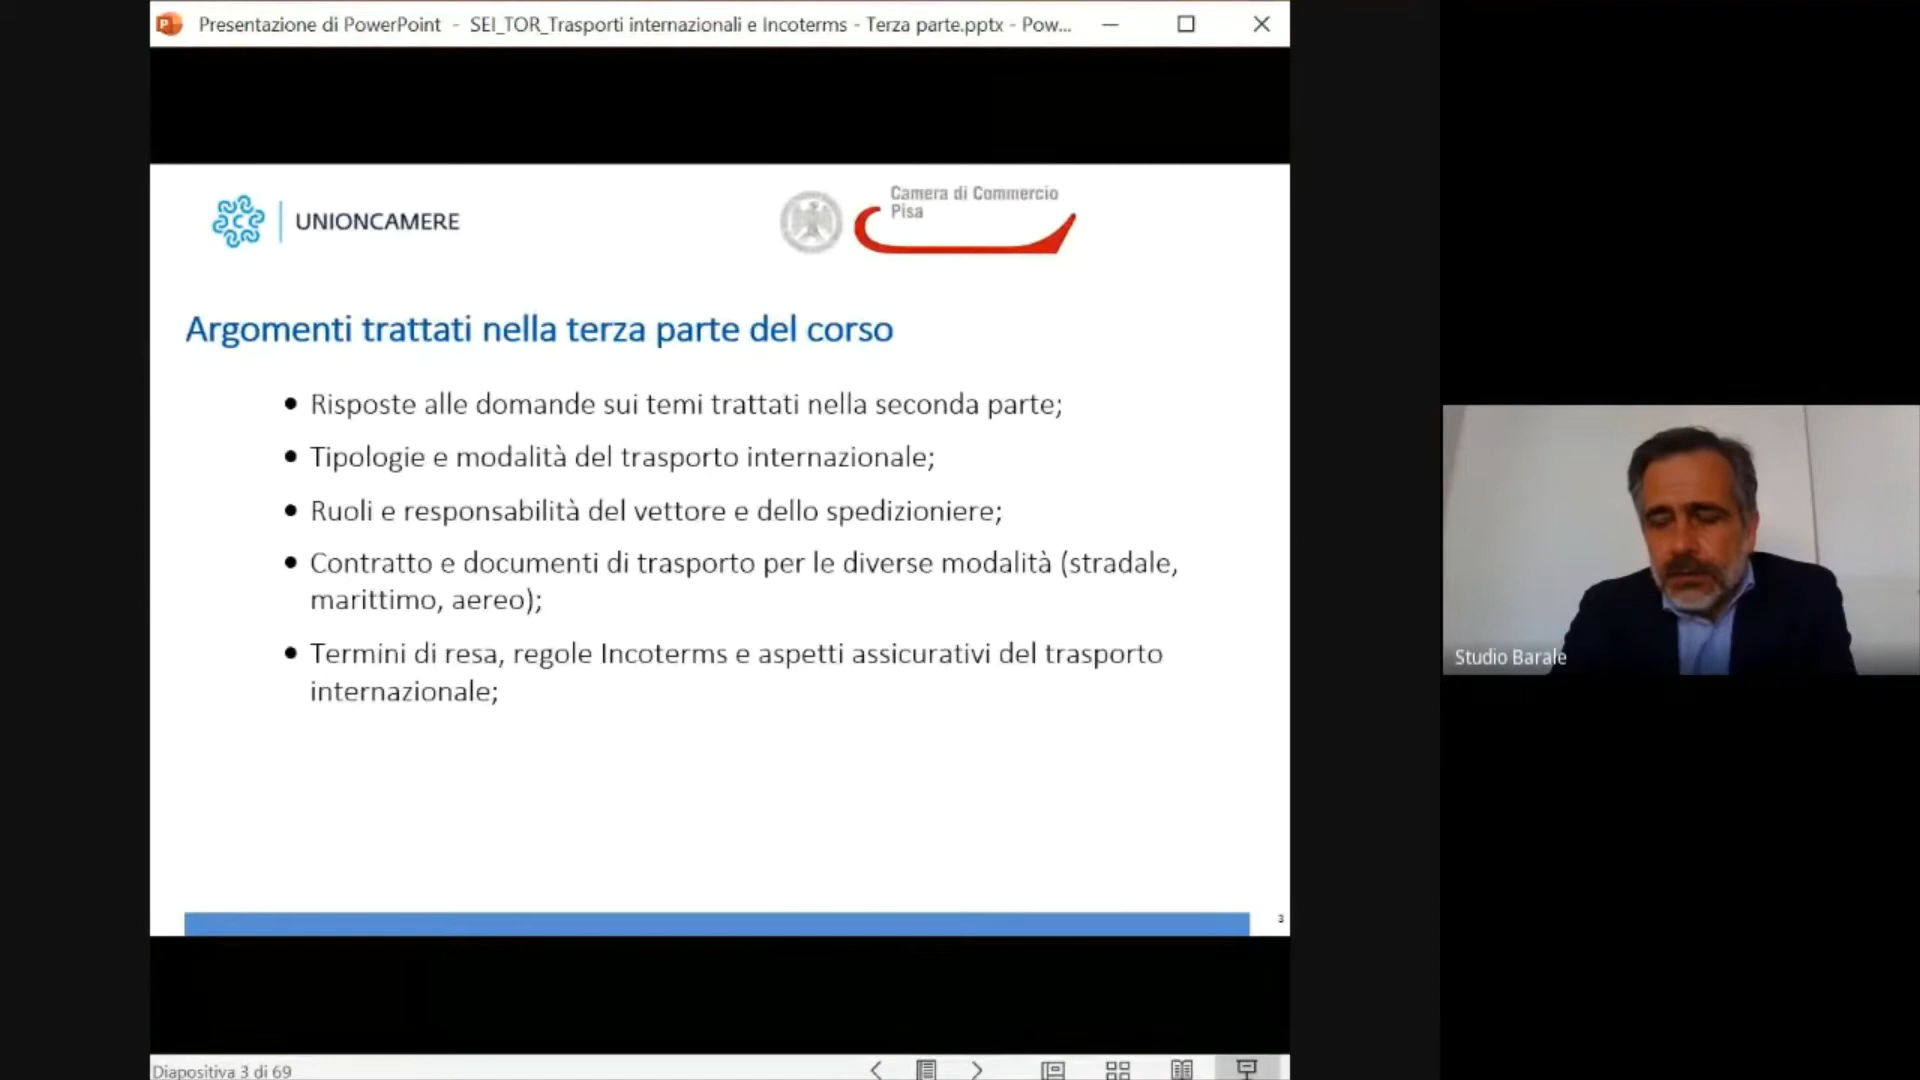 Presentazione di PowerPoint - SEI_TOR_Trasporti internazionali e Incoterms - Terza parte.pptx - Pow...
UNIONCAMERE
Camera di Commercio
Pisa
Argomenti trattati nella terza parte del corso
• Risposte alle domande sui temi trattati nella seconda parte;
• Tipologie e modalità del trasporto internazionale;
• Ruoli e responsabilità del vettore e dello spedizioniere;
• Contratto e documenti di trasporto per le diverse modalità (stradale,
marittimo, aereo);
• Termini di resa, regole Incoterms e aspetti assicurativi del trasporto
internazionale;
3
Studio Barale
Diapositiva 3 di 69